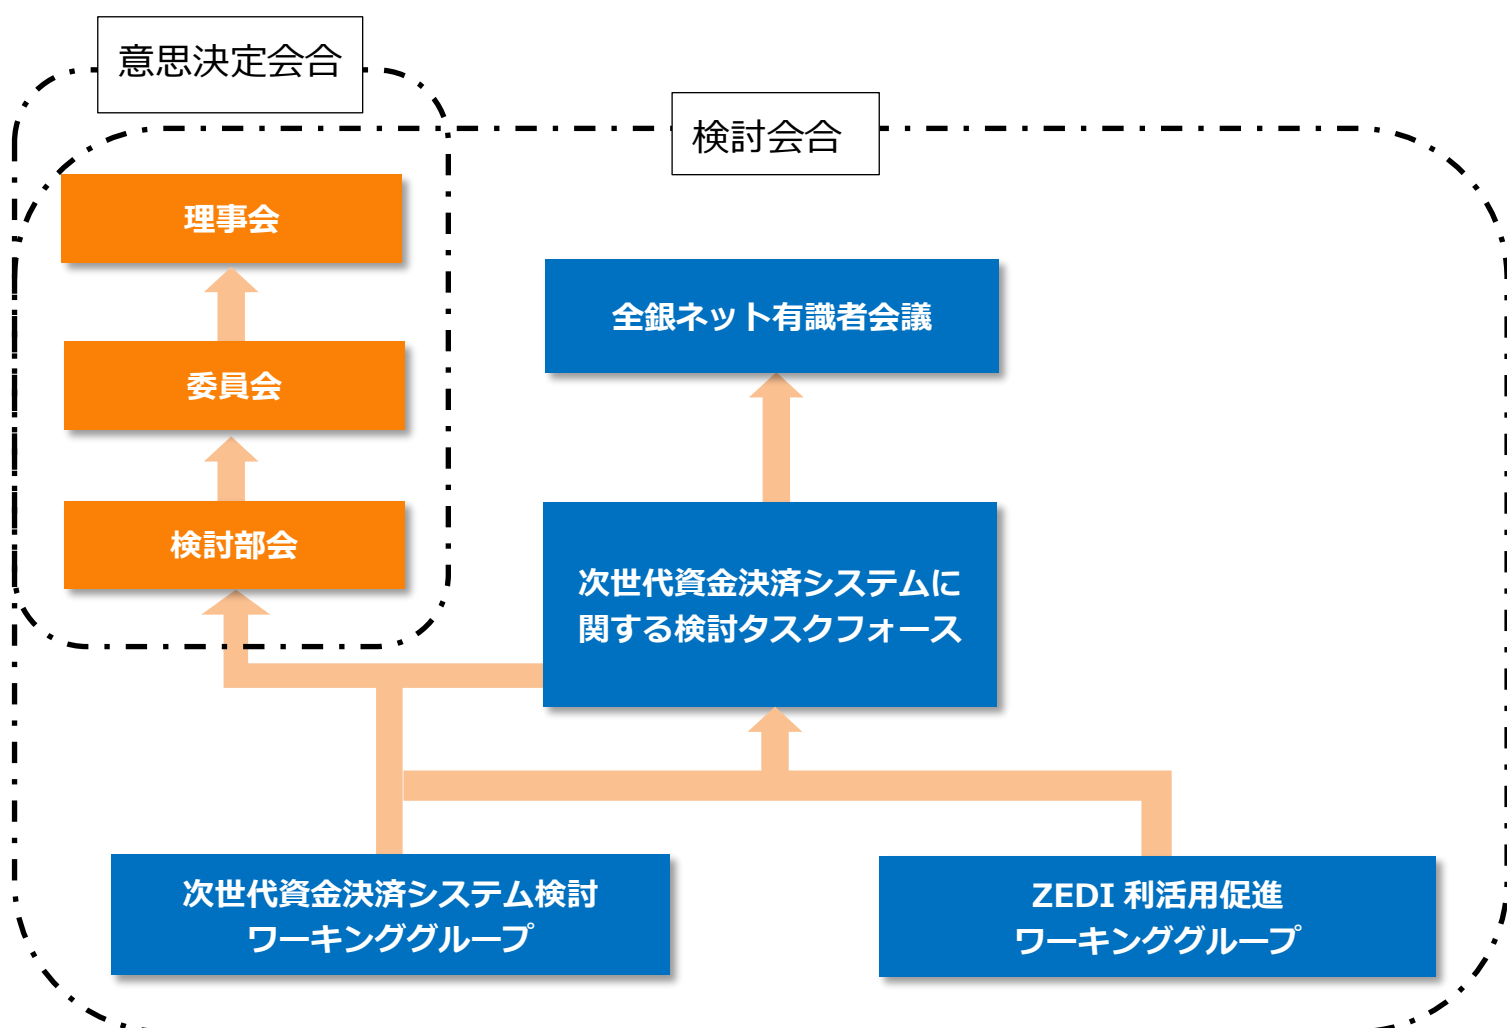 意思決定会合
検討会合
理事会
全銀ネット有識者会議
委員会
検討部会
次世代資金決済システムに
関する検討タスクフォース
次世代資金決済システム検討
ワーキンググループ
ZEDI 利活用促進
ワーキンググループ